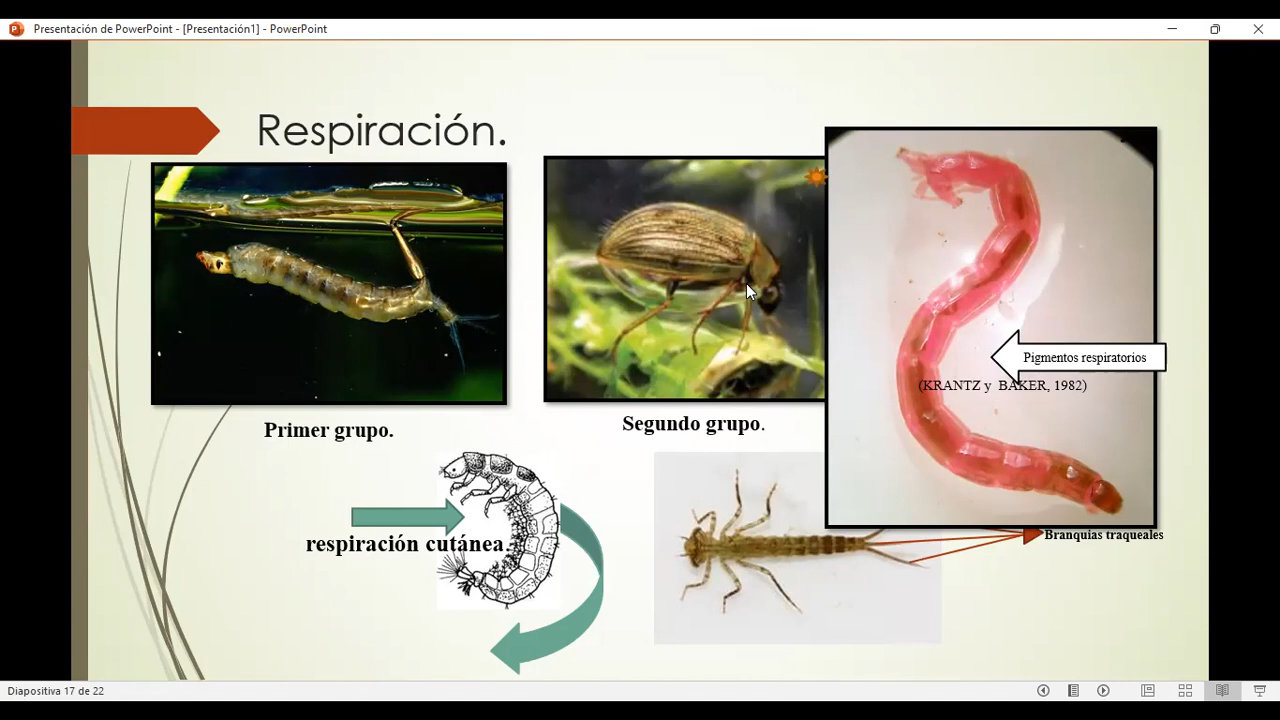 Presentación de PowerPoint - [Presentación1] - PowerPoint
Respiración.
Pigmentos respiratorios
(KRANTZ y BAKER, 1982)
Primer grupo.
Segundo grupo.
respiración cutánea.
Branquias traqueales
Diapositiva 17 de 22